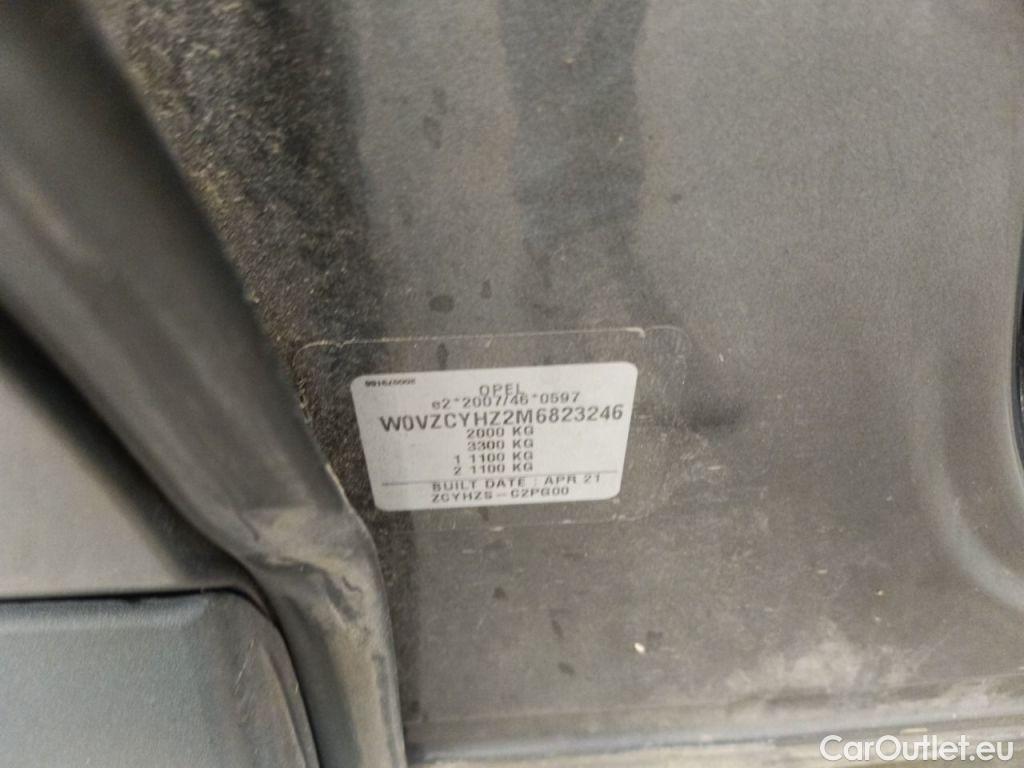 200079168
OPEL
e2*2007/46*0597
W0VZCYHZ2M6823246
2000 KG
3300 KG
1 1100 KG
2 1100 KG
BUILT DATE : APR 21
ZCYHZS - C2PG00
CarOutlet.eu